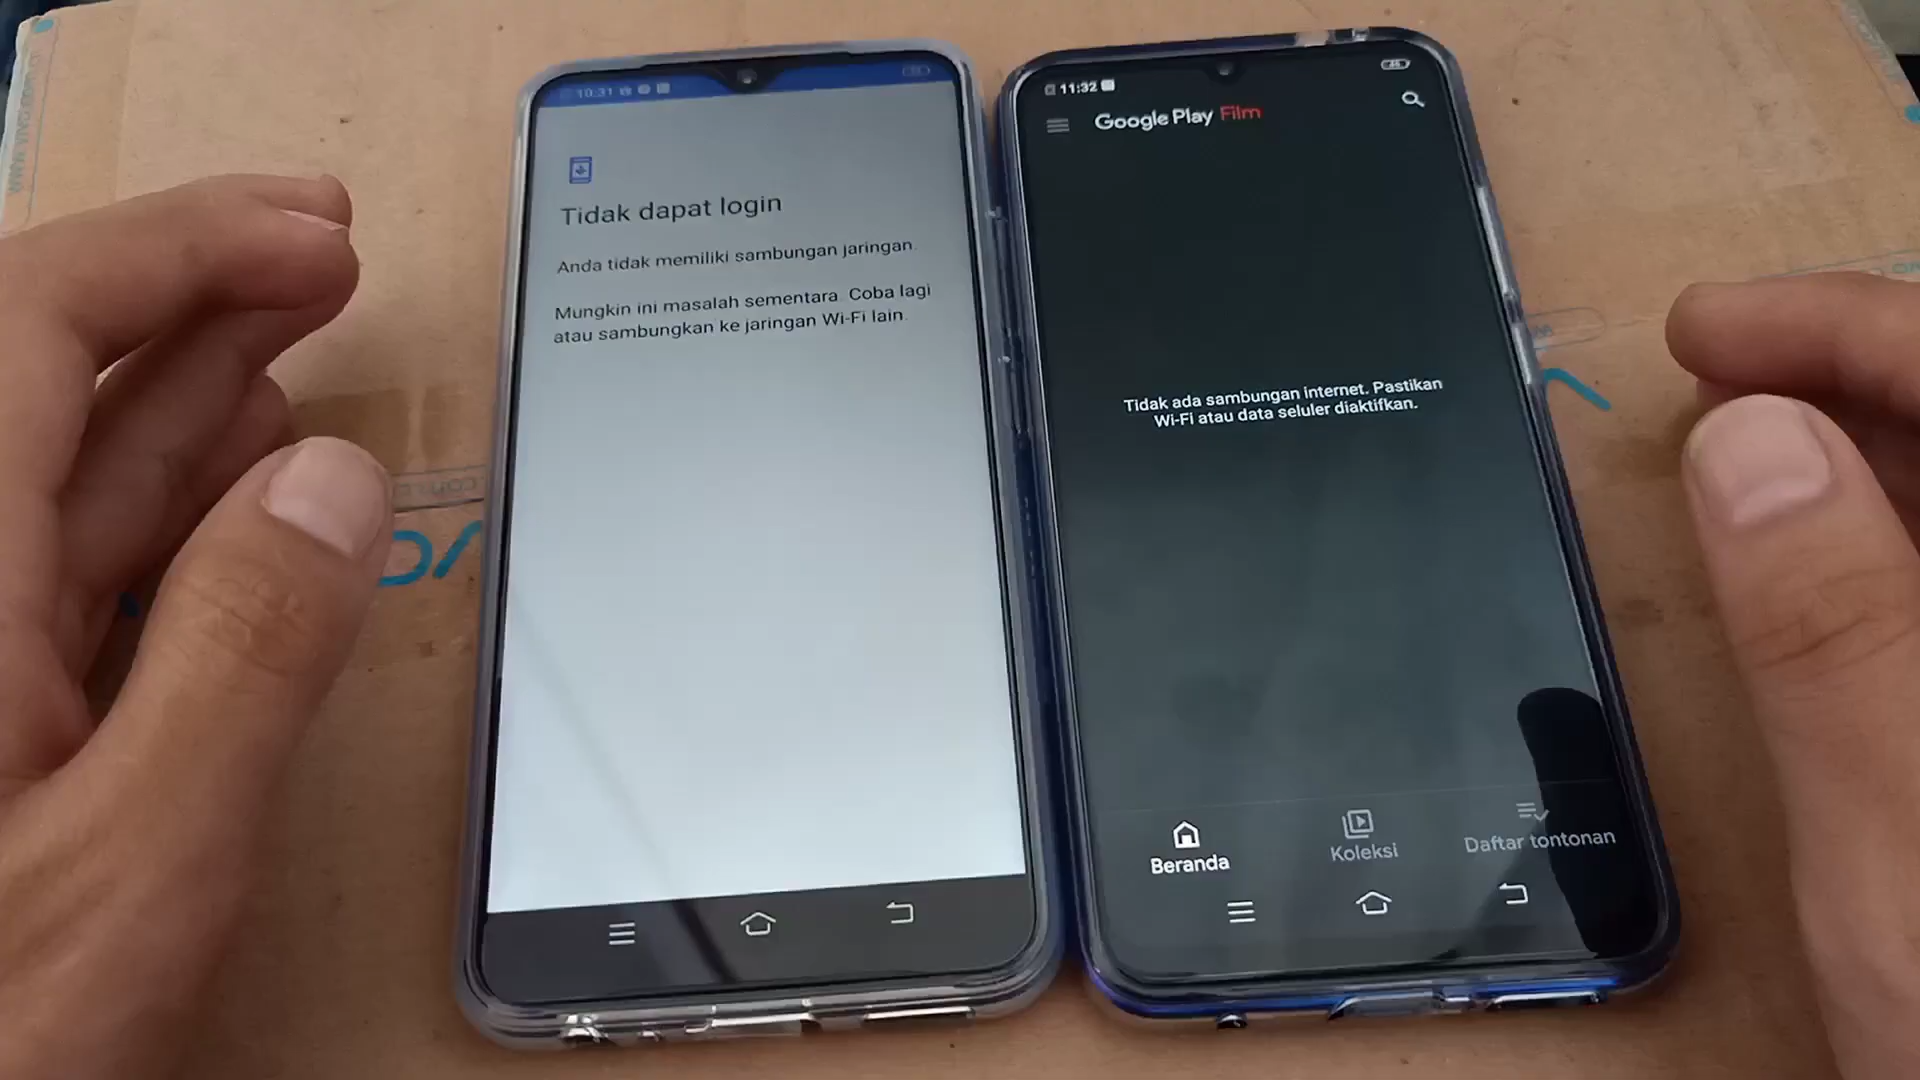 10:31
Tidak dapat login
Anda tidak memiliki sambungan jaringan.
Mungkin ini masalah sementara. Coba lagi
atau sambungkan ke jaringan Wi-Fi lain.
11:32
46
Google Play Film
Tidak ada sambungan internet. Pastikan
Wi-Fi atau data seluler diaktifkan.
Beranda
Koleksi
Daftar tontonan